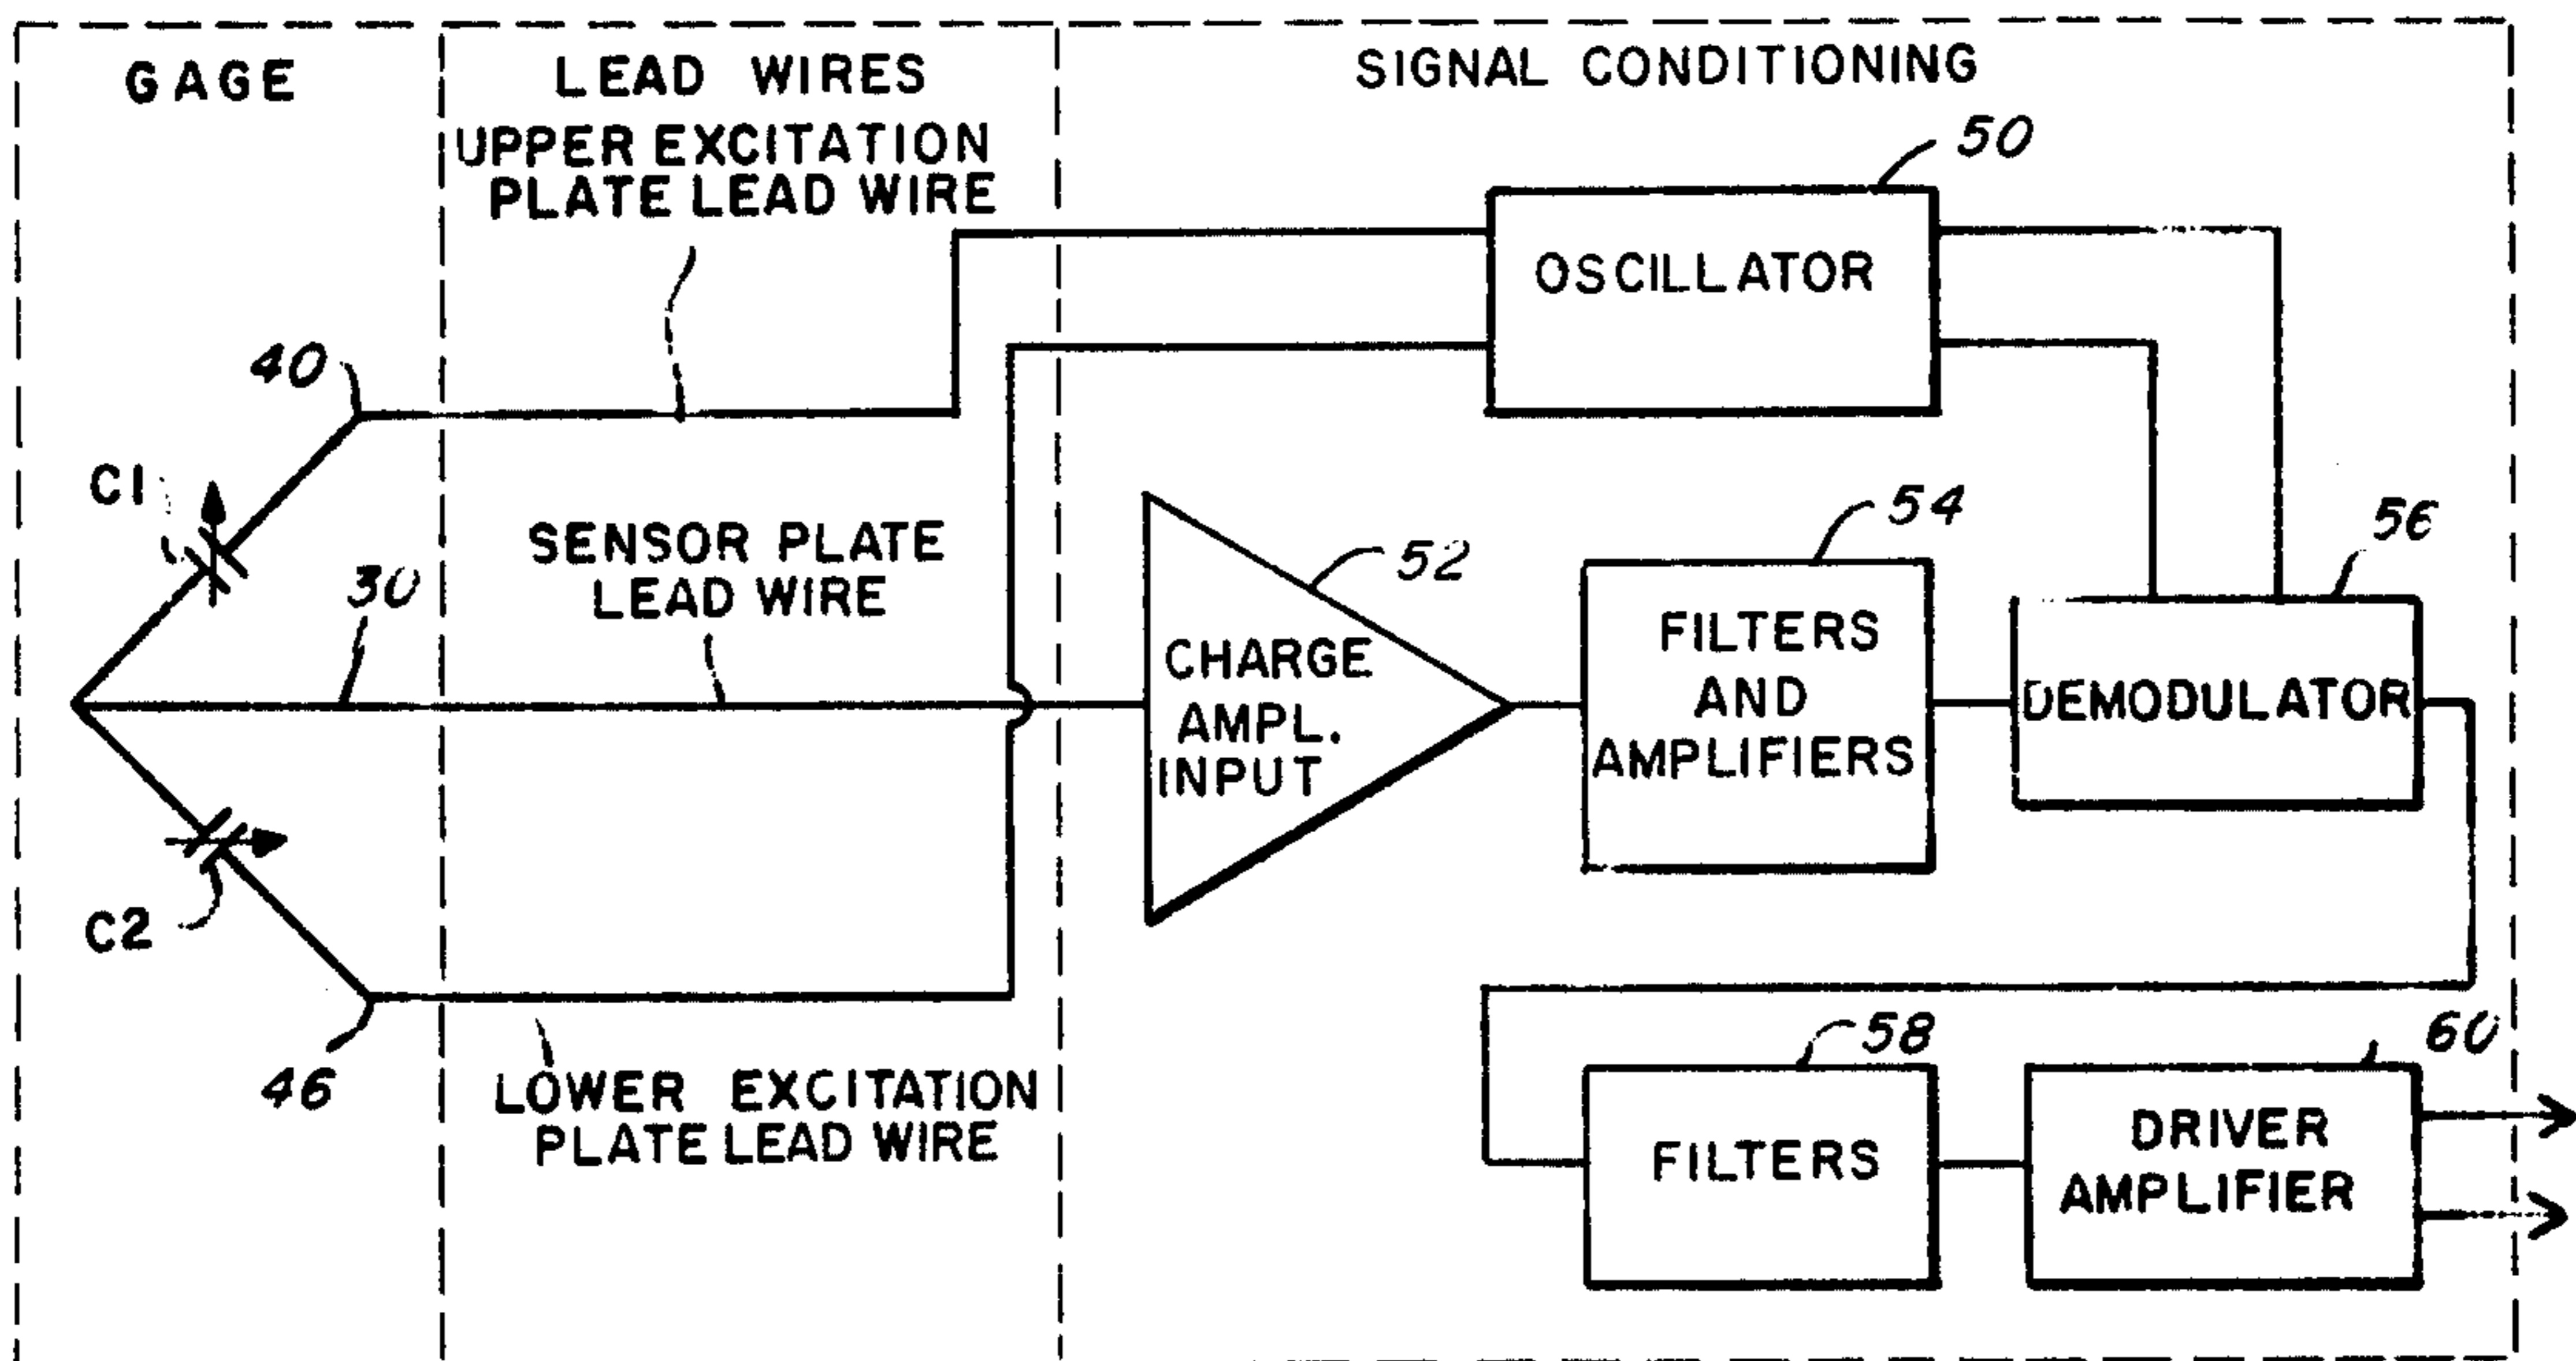 GAGE
LEAD WIRES
SIGNAL CONDITIONING
UPPER EXCITATION
PLATE LEAD WIRE
50
OSCILLATOR
40
C1
30
SENSOR PLATE
LEAD WIRE
52
CHARGE
AMPL.
INPUT
54
FILTERS
AND
AMPLIFIERS
56
DEMODULATOR
C2
46
LOWER EXCITATION
PLATE LEAD WIRE
58
FILTERS
60
DRIVER
AMPLIFIER